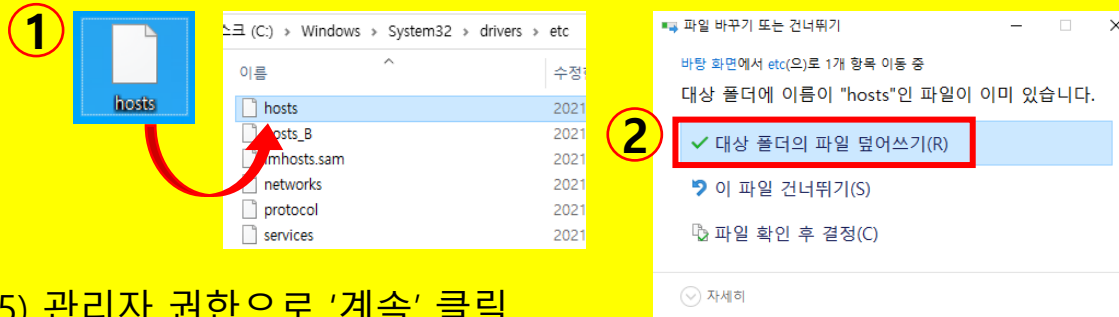 ①
hosts
스크 (C:) › Windows › System32 › drivers › etc
이름
수정
hosts
2021
hosts_B
2021
lmhosts.sam
2021
networks
2021
protocol
2021
services
2021
②
파일 바꾸기 또는 건너뛰기
바탕 화면에서 etc(으)로 1개 항목 이동 중
대상 폴더에 이름이 "hosts"인 파일이 이미 있습니다.
대상 폴더의 파일 덮어쓰기(R)
이 파일 건너뛰기(S)
파일 확인 후 결정(C)
자세히
5) 관리자 권한으로 '계속' 클릭